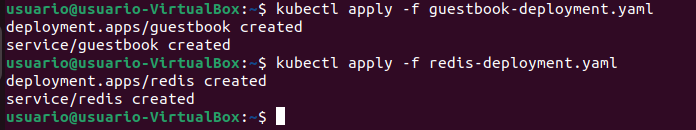 usuario@usuario-VirtualBox:~$ kubectl apply -f guestbook-deployment.yaml
deployment.apps/guestbook created
service/guestbook created
usuario@usuario-VirtualBox:~$ kubectl apply -f redis-deployment.yaml
deployment.apps/redis created
service/redis created
usuario@usuario-VirtualBox:~$